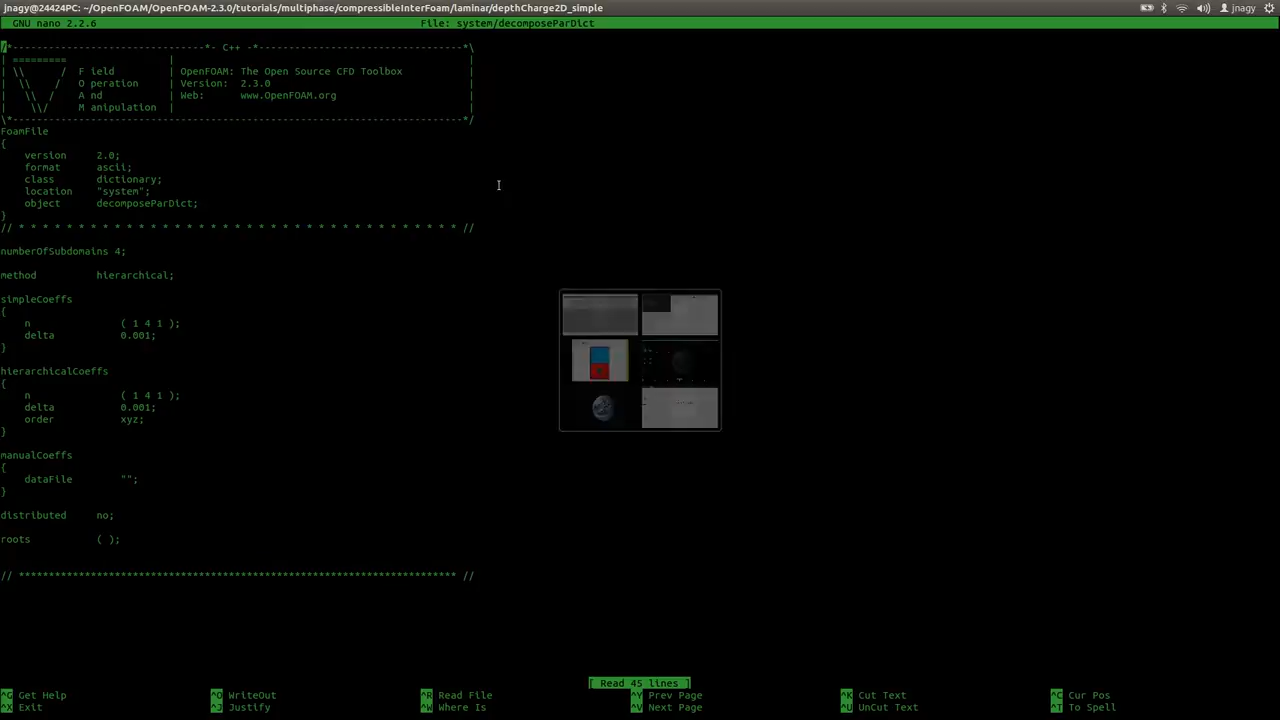 jnagy@24424PC: ~/OpenFOAM/OpenFOAM-2.3.0/tutorials/multiphase/compressibleInterFoam/laminar/depthCharge2D_simple
jnagy
GNU nano 2.2.6 File: system/decomposeParDict
/*--------------------------------*- C++ -*----------------------------------*\
| ========= | |
| \\ / F ield | OpenFOAM: The Open Source CFD Toolbox |
| \\ / O peration | Version: 2.3.0 |
| \\ / A nd | Web: www.OpenFOAM.org |
| \\/ M anipulation | |
\*---------------------------------------------------------------------------*/
FoamFile
{
version 2.0;
format ascii;
class dictionary;
location "system";
object decomposeParDict;
}
// * * * * * * * * * * * * * * * * * * * * * * * * * * * * * * * * * * * * * //
numberOfSubdomains 4;
method hierarchical;
simpleCoeffs
{
n ( 1 4 1 );
delta 0.001;
}
hierarchicalCoeffs
{
n ( 1 4 1 );
delta 0.001;
order xyz;
}
manualCoeffs
{
dataFile "";
}
distributed no;
roots ( );
// ************************************************************************* //
[ Read 45 lines ]
^G Get Help ^O WriteOut ^R Read File ^Y Prev Page ^K Cut Text ^C Cur Pos
^X Exit ^J Justify ^W Where Is ^V Next Page ^U UnCut Text ^T To Spell